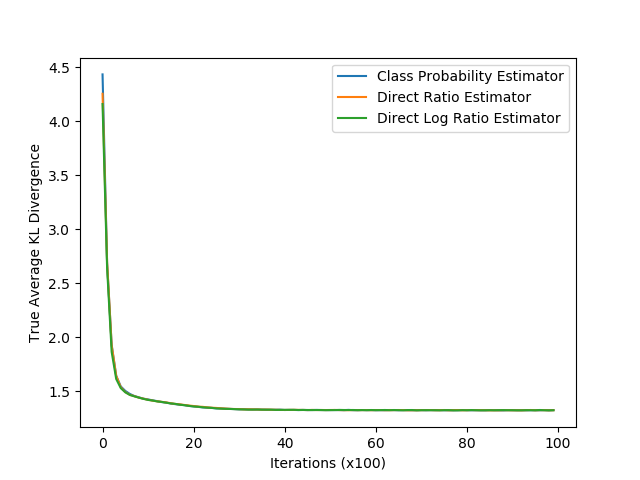 Class Probability Estimator
Direct Ratio Estimator
Direct Log Ratio Estimator
True Average KL Divergence
4.5
4.0
3.5
3.0
2.5
2.0
1.5
0
20
40
60
80
100
Iterations (x100)